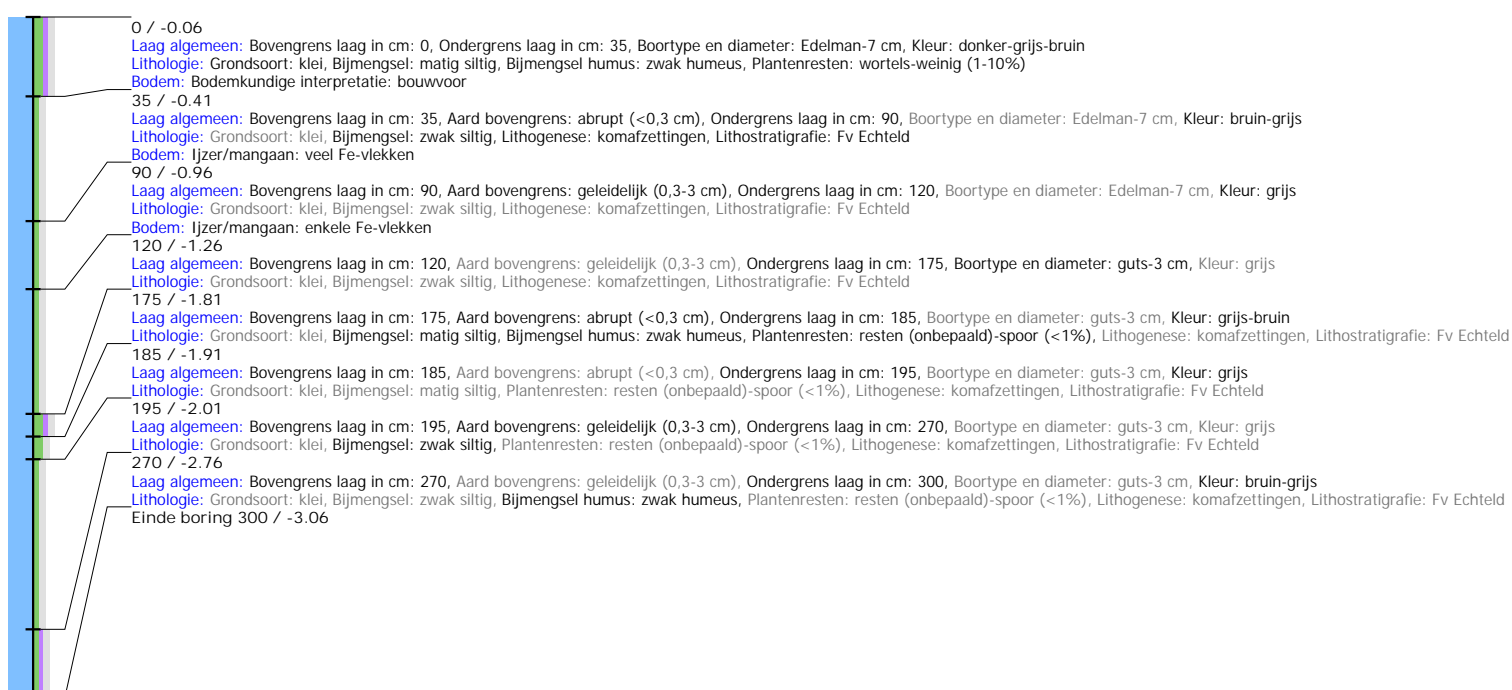 0 / -0.06
Laag algemeen: Bovengrens laag in cm: 0, Ondergrens laag in cm: 35, Boortype en diameter: Edelman-7 cm, Kleur: donker-grijs-bruin
Lithologie: Grondsoort: klei, Bijmengsel: matig siltig, Bijmengsel humus: zwak humeus, Plantenresten: wortels-weinig (1-10%)
Bodem: Bodemkundige interpretatie: bouwvoor
35 / -0.41
Laag algemeen: Bovengrens laag in cm: 35, Aard bovengrens: abrupt (<0,3 cm), Ondergrens laag in cm: 90, Boortype en diameter: Edelman-7 cm, Kleur: bruin-grijs
Lithologie: Grondsoort: klei, Bijmengsel: zwak siltig, Lithogenese: komafzettingen, Lithostratigrafie: Fv Echteld
Bodem: Ijzer/mangaan: veel Fe-vlekken
90 / -0.96
Laag algemeen: Bovengrens laag in cm: 90, Aard bovengrens: geleidelijk (0,3-3 cm), Ondergrens laag in cm: 120, Boortype en diameter: Edelman-7 cm, Kleur: grijs
Lithologie: Grondsoort: klei, Bijmengsel: zwak siltig, Lithogenese: komafzettingen, Lithostratigrafie: Fv Echteld
Bodem: Ijzer/mangaan: enkele Fe-vlekken
120 / -1.26
Laag algemeen: Bovengrens laag in cm: 120, Aard bovengrens: geleidelijk (0,3-3 cm), Ondergrens laag in cm: 175, Boortype en diameter: guts-3 cm, Kleur: grijs
Lithologie: Grondsoort: klei, Bijmengsel: zwak siltig, Lithogenese: komafzettingen, Lithostratigrafie: Fv Echteld
175 / -1.81
Laag algemeen: Bovengrens laag in cm: 175, Aard bovengrens: abrupt (<0,3 cm), Ondergrens laag in cm: 185, Boortype en diameter: guts-3 cm, Kleur: grijs-bruin
Lithologie: Grondsoort: klei, Bijmengsel: matig siltig, Bijmengsel humus: zwak humeus, Plantenresten: resten (onbepaald)-spoor (<1%), Lithogenese: komafzettingen, Lithostratigrafie: Fv Echteld
185 / -1.91
Laag algemeen: Bovengrens laag in cm: 185, Aard bovengrens: abrupt (<0,3 cm), Ondergrens laag in cm: 195, Boortype en diameter: guts-3 cm, Kleur: grijs
Lithologie: Grondsoort: klei, Bijmengsel: matig siltig, Plantenresten: resten (onbepaald)-spoor (<1%), Lithogenese: komafzettingen, Lithostratigrafie: Fv Echteld
195 / -2.01
Laag algemeen: Bovengrens laag in cm: 195, Aard bovengrens: geleidelijk (0,3-3 cm), Ondergrens laag in cm: 270, Boortype en diameter: guts-3 cm, Kleur: grijs
Lithologie: Grondsoort: klei, Bijmengsel: zwak siltig, Plantenresten: resten (onbepaald)-spoor (<1%), Lithogenese: komafzettingen, Lithostratigrafie: Fv Echteld
270 / -2.76
Laag algemeen: Bovengrens laag in cm: 270, Aard bovengrens: geleidelijk (0,3-3 cm), Ondergrens laag in cm: 300, Boortype en diameter: guts-3 cm, Kleur: bruin-grijs
Lithologie: Grondsoort: klei, Bijmengsel: zwak siltig, Bijmengsel humus: zwak humeus, Plantenresten: resten (onbepaald)-spoor (<1%), Lithogenese: komafzettingen, Lithostratigrafie: Fv Echteld
Einde boring 300 / -3.06